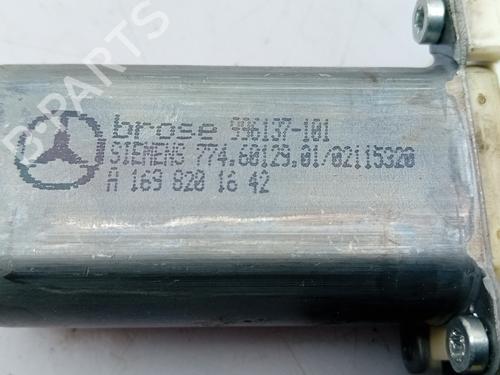 brose 996137-101
SIEMENS 774.60129.01/02115320
A 169 820 16 42
B-PARTS